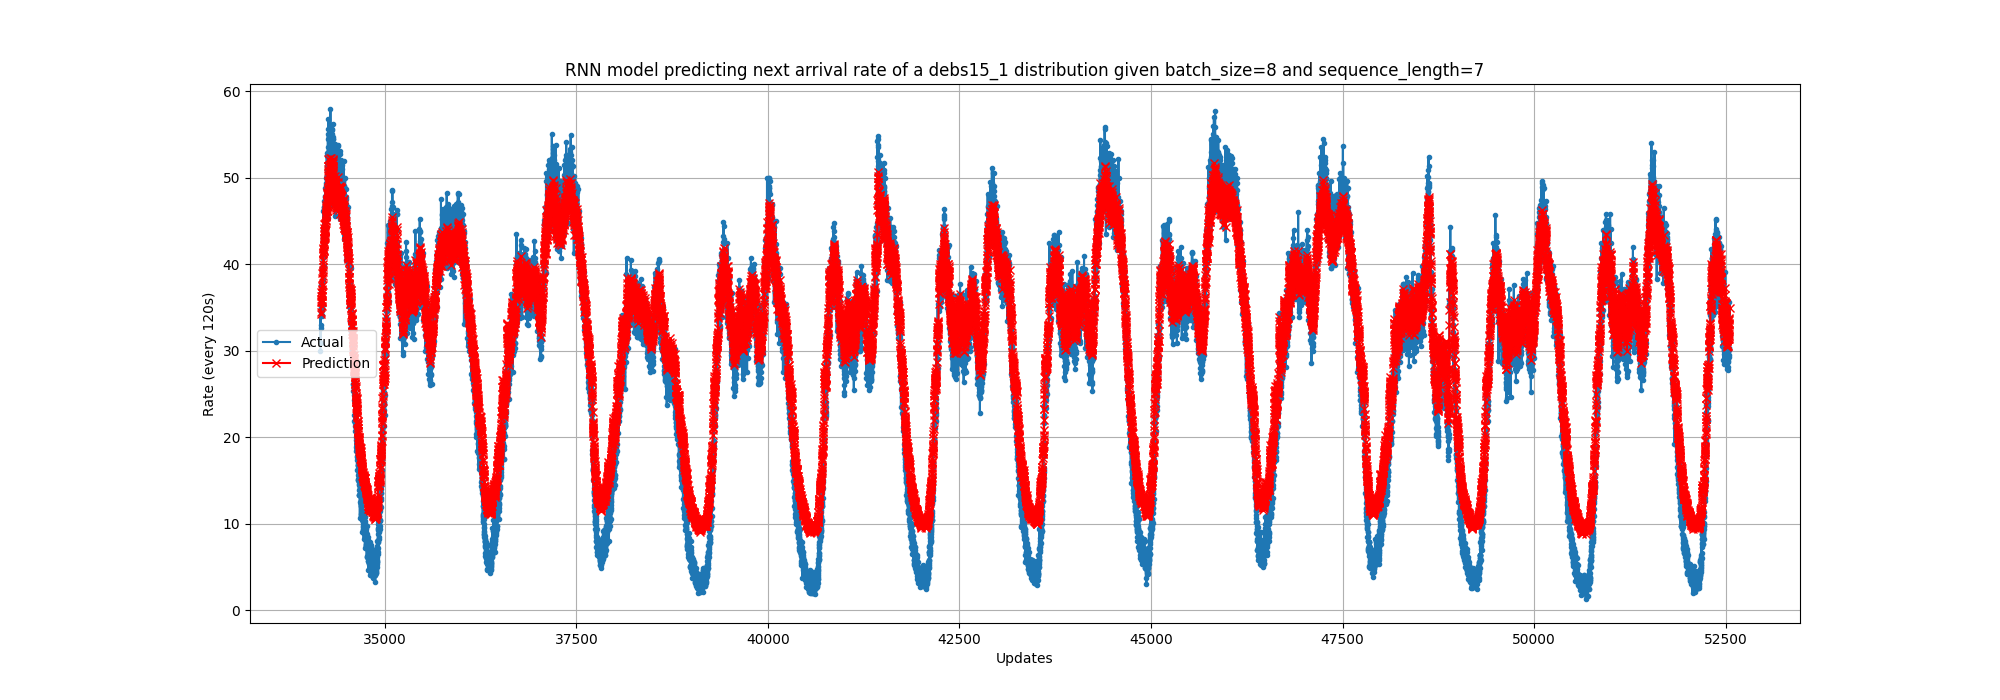 RNN model predicting next arrival rate of a debs15_1 distribution given batch_size=8 and sequence_length=7
60
50
40
30
20
10
0
Rate (every 120s)
Actual
Prediction
35000 37500 40000 42500 45000 47500 50000 52500
Updates